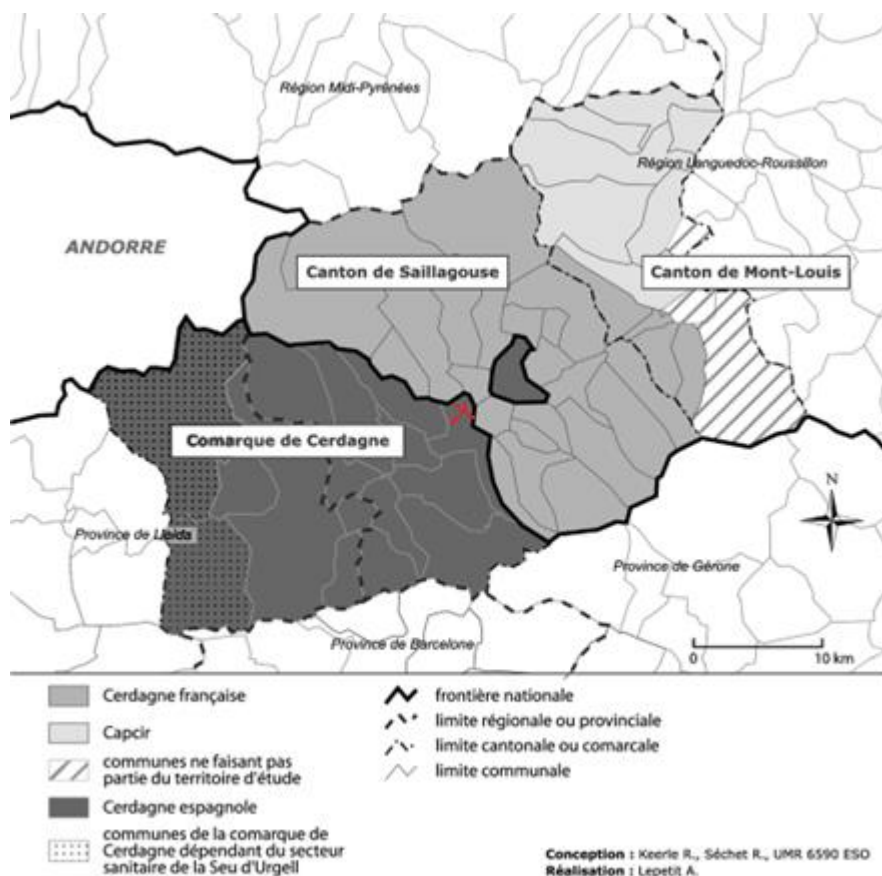 Région Midi-Pyrénées
Région Languedoc-Roussillon
ANDORRE
Canton de Saillagouse
Canton de Mont-Louis
Comarque de Cerdagne
N
Province de Lleida
Province de Gérone
Province de Barcelone
0 10 km
Cerdagne française
Capcir
communes ne faisant pas
partie du territoire d'étude
Cerdagne espagnole
communes de la comarque de
Cerdagne dépendant du secteur
sanitaire de la Seu d'Urgell
frontière nationale
limite régionale ou provinciale
limite cantonale ou comarcale
limite communale
Conception : Keerle R., Séchet R., UMR 6590 ESO
Réalisation : Lepetit A.